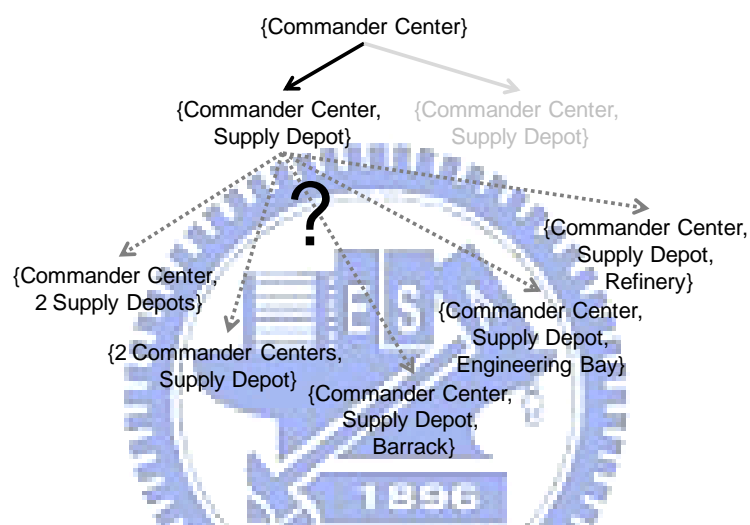 {Commander Center}
{Commander Center,
Supply Depot}
{Commander Center,
Supply Depot}
?
{Commander Center,
Supply Depot,
Refinery}
{Commander Center,
2 Supply Depots}
{Commander Center,
Supply Depot,
Engineering Bay}
{2 Commander Centers,
Supply Depot}
{Commander Center,
Supply Depot,
Barrack}
E S
1896